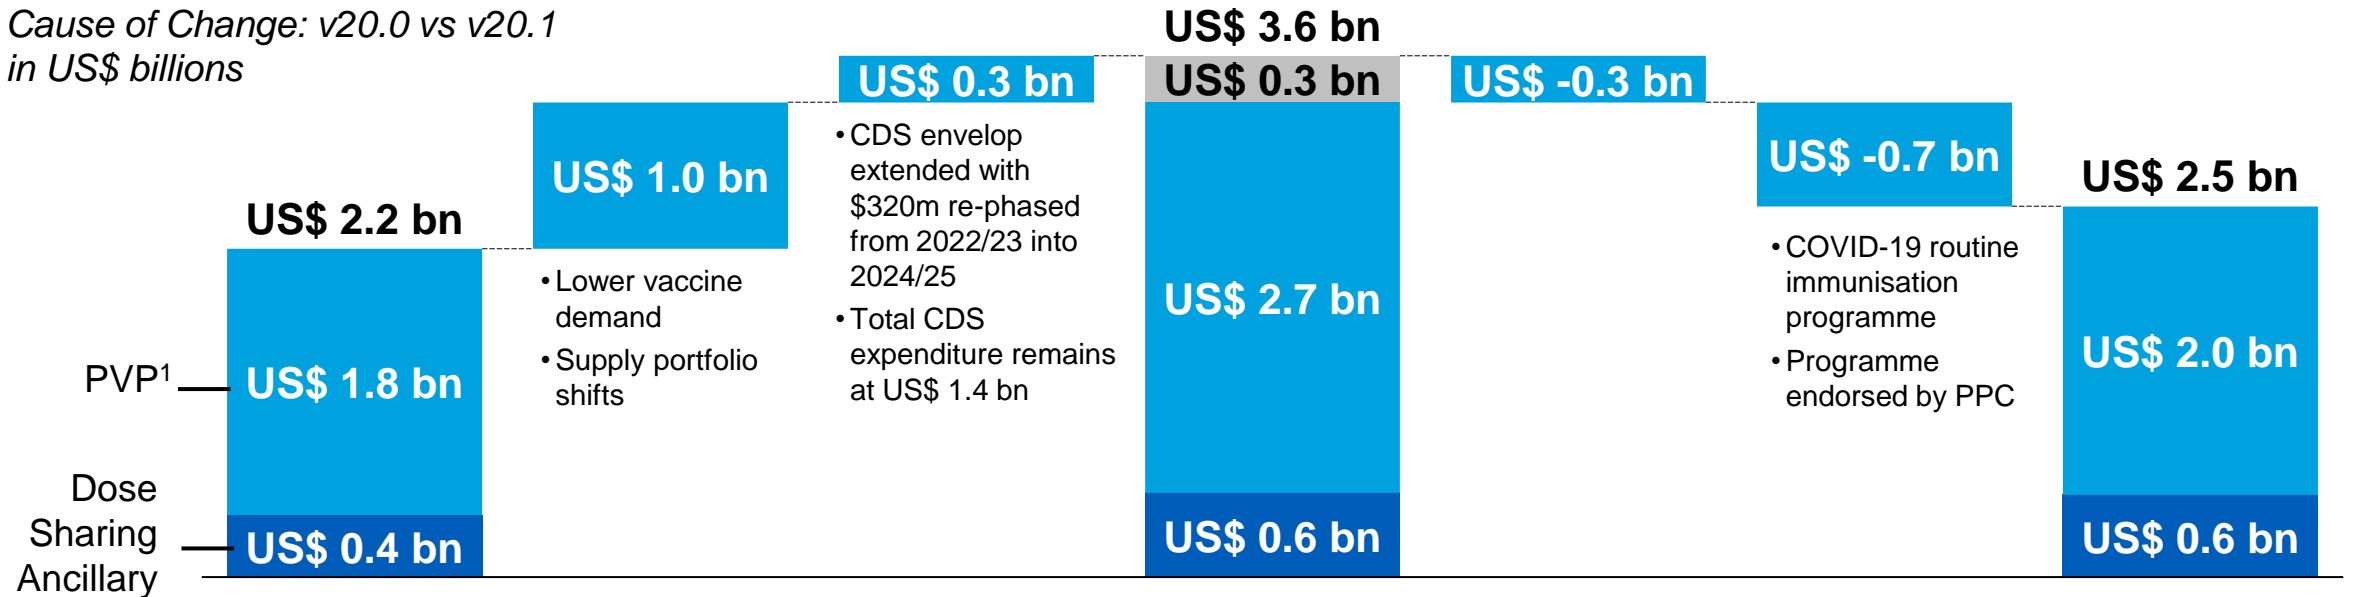 Cause of Change: v20.0 vs v20.1
in US$ billions
PVP¹
Dose
Sharing
Ancillary
US$ 2.2 bn
US$ 1.8 bn
US$ 0.4 bn
US$ 1.0 bn
• Lower vaccine
demand
• Supply portfolio
shifts
US$ 0.3 bn
• CDS envelop
extended with
$320m re-phased
from 2022/23 into
2024/25
• Total CDS
expenditure remains
at US$ 1.4 bn
US$ 3.6 bn
US$ 0.3 bn
US$ 2.7 bn
US$ 0.6 bn
US$ -0.3 bn
US$ -0.7 bn
• COVID-19 routine
immunisation
programme
• Programme
endorsed by PPC
US$ 2.5 bn
US$ 2.0 bn
US$ 0.6 bn